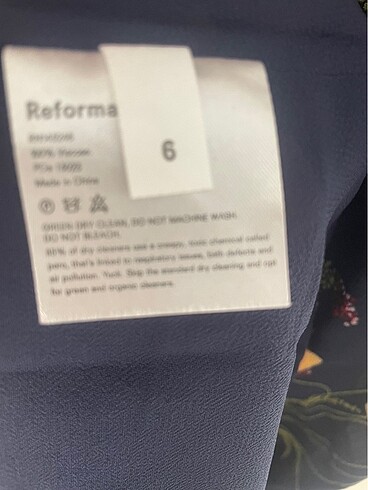 Reforma
6
Viscose
Made in China
GREEN DRY CLEAN. DO NOT MACHINE WASH.
DO NOT BLEACH.
of dry cleaners use a creepy, toxic chemical called
perc, that's linked to respiratory issues, birth defects and
air pollution. Yuck. Skip the standard dry cleaning and opt
for green and organic cleaners.